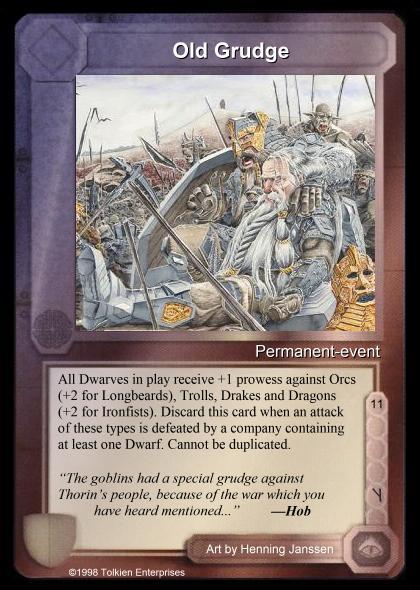 Old Grudge
Permanent-event
All Dwarves in play receive +1 prowess against Orcs
(+2 for Longbeards), Trolls, Drakes and Dragons
(+2 for Ironfists). Discard this card when an attack
of these types is defeated by a company containing
at least one Dwarf. Cannot be duplicated.
11
“The goblins had a special grudge against
Thorin’s people, because of the war which you
have heard mentioned...” —Hob
Art by Henning Janssen
©1998 Tolkien Enterprises